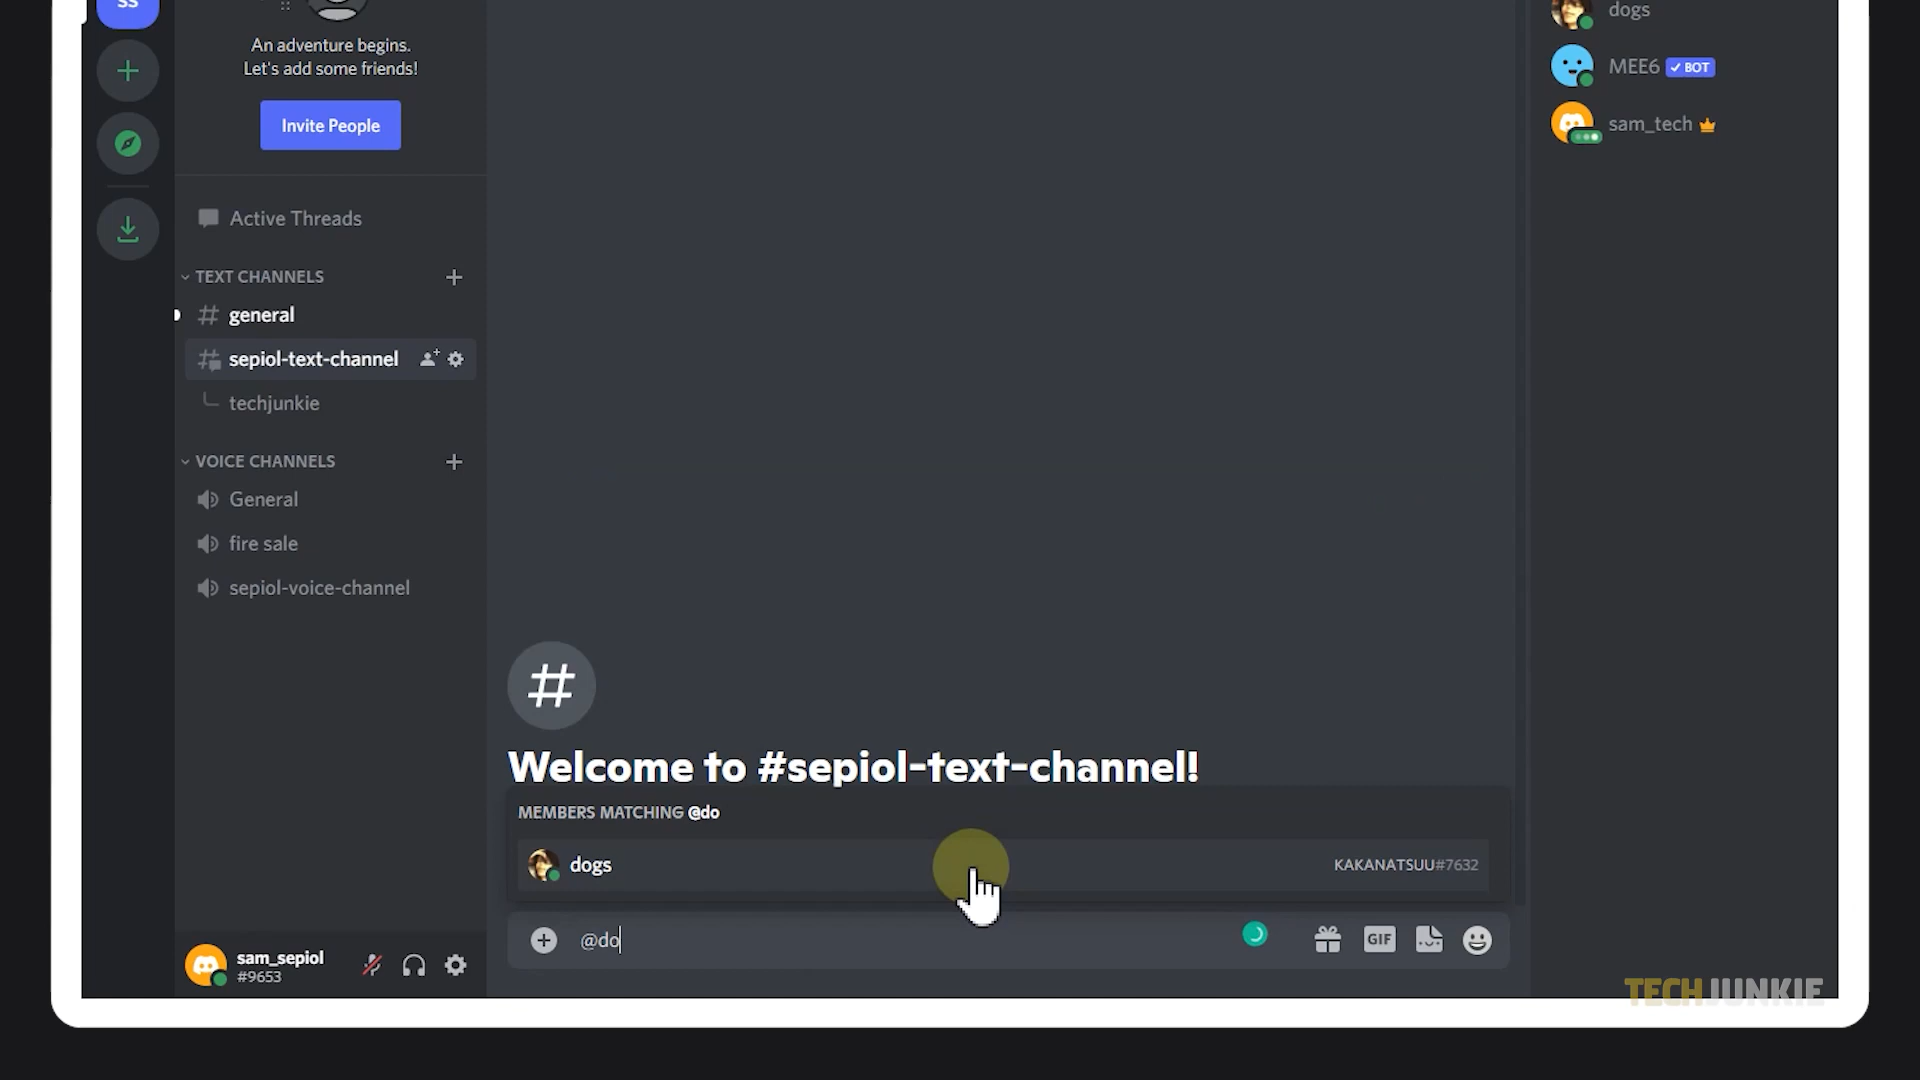 SS
An adventure begins.
Let's add some friends!
Invite People
Active Threads
TEXT CHANNELS
general
sepiol-text-channel
techjunkie
VOICE CHANNELS
General
fire sale
sepiol-voice-channel
sam_sepiol
#9653
#
Welcome to #sepiol-text-channel!
MEMBERS MATCHING @do
dogs
KAKANATSUU#7632
@do
GIF
dogs
MEE6 ✓ BOT
sam_tech
TECHJUNKIE